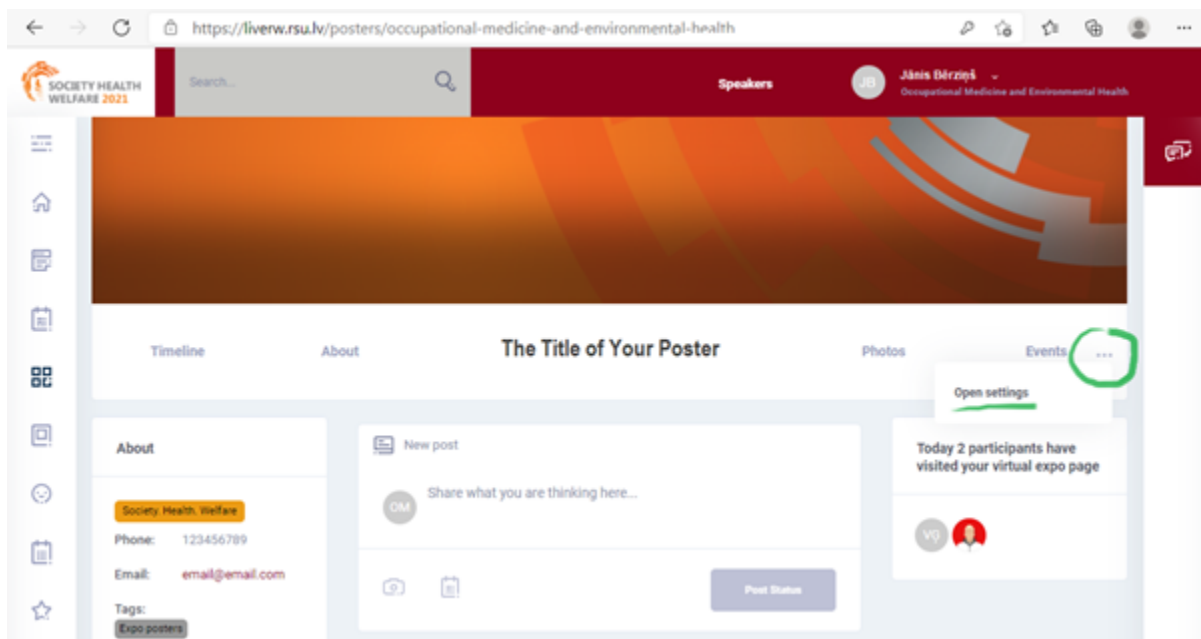 https://liverw.rsu.lv/posters/occupational-medicine-and-environmental-health
SOCIETY HEALTH
WELFARE 2021
Search...
Speakers
JB
Jānis Bērziņš
Occupational Medicine and Environmental Health
Timeline
About
The Title of Your Poster
Photos
Events
Open settings
About
Society. Health. Welfare
Phone: 123456789
Email: email@email.com
Tags:
Expo posters
New post
OM
Share what you are thinking here...
Post Status
Today 2 participants have
visited your virtual expo page
VG